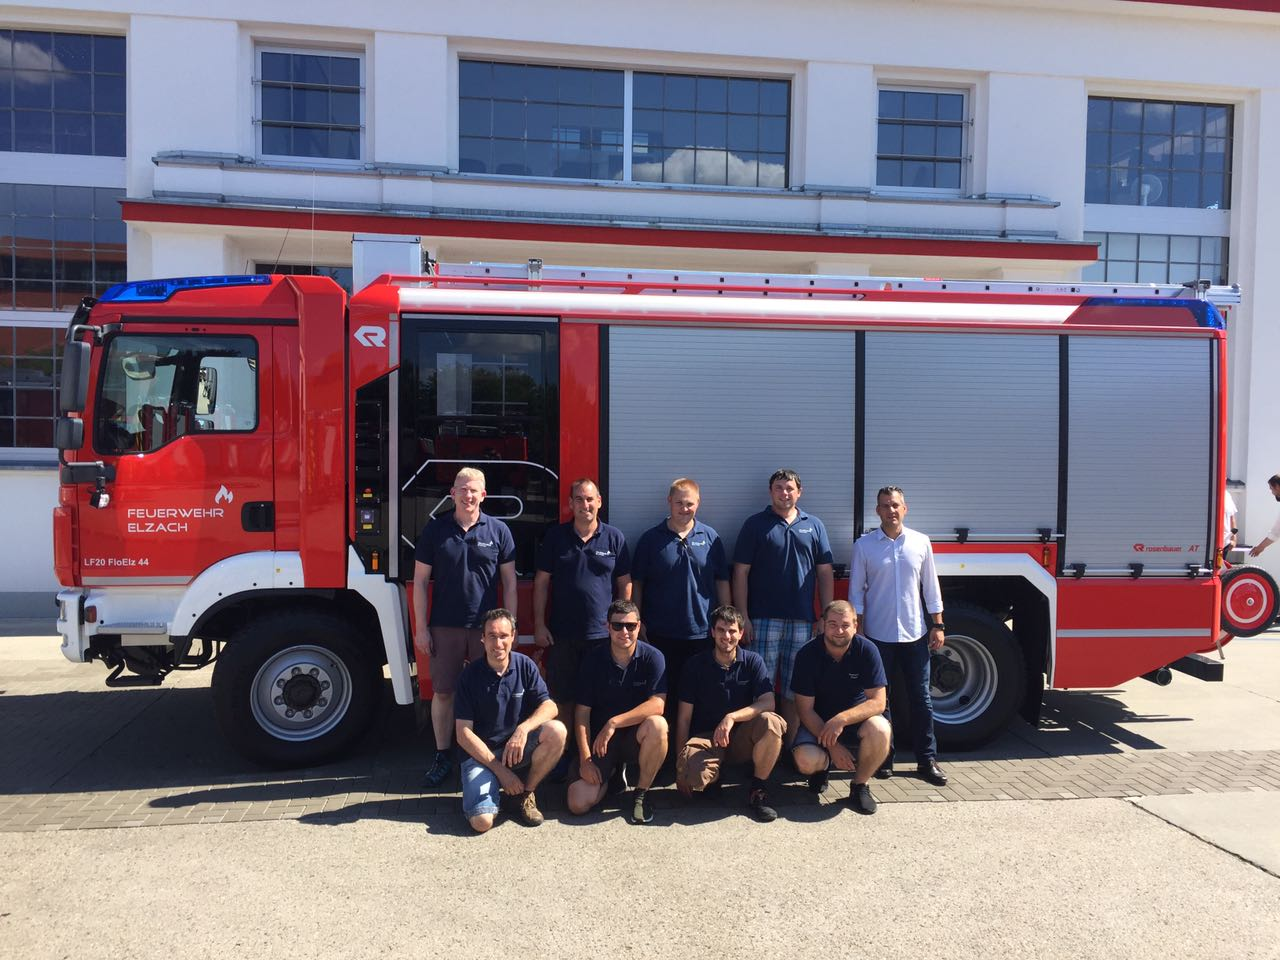 FEUERWEHR
ELZACH
LF20 FloElz 44
rosenbauer AT